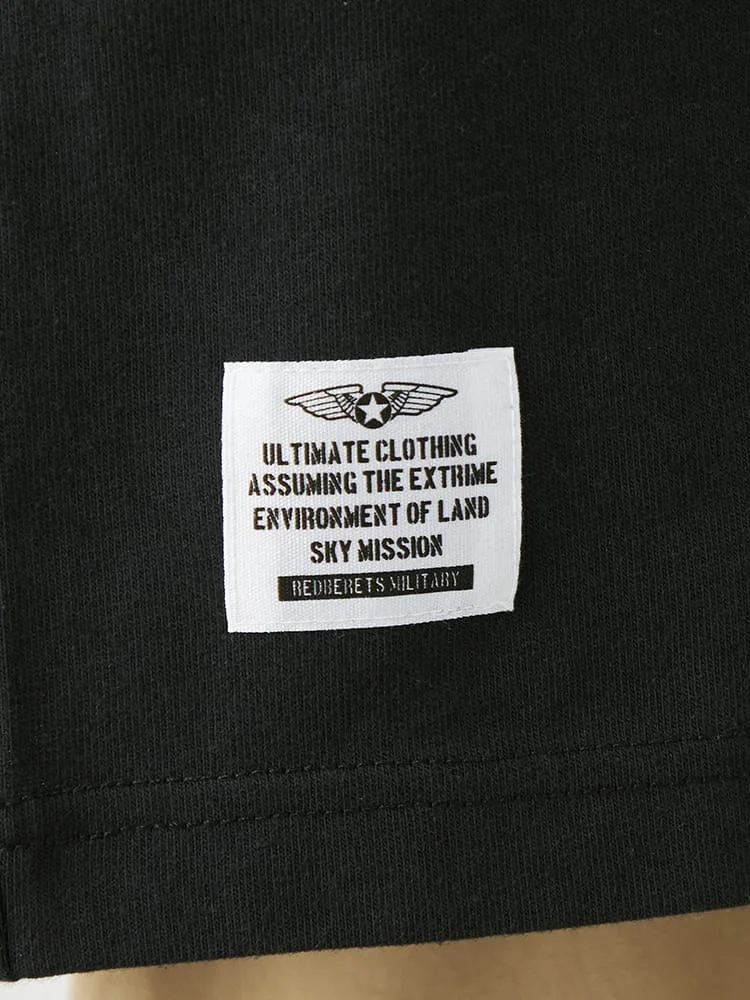 ULTIMATE CLOTHING
ASSUMING THE EXTRIME
ENVIRONMENT OF LAND
SKY MISSION
REDBERETS MILITARY